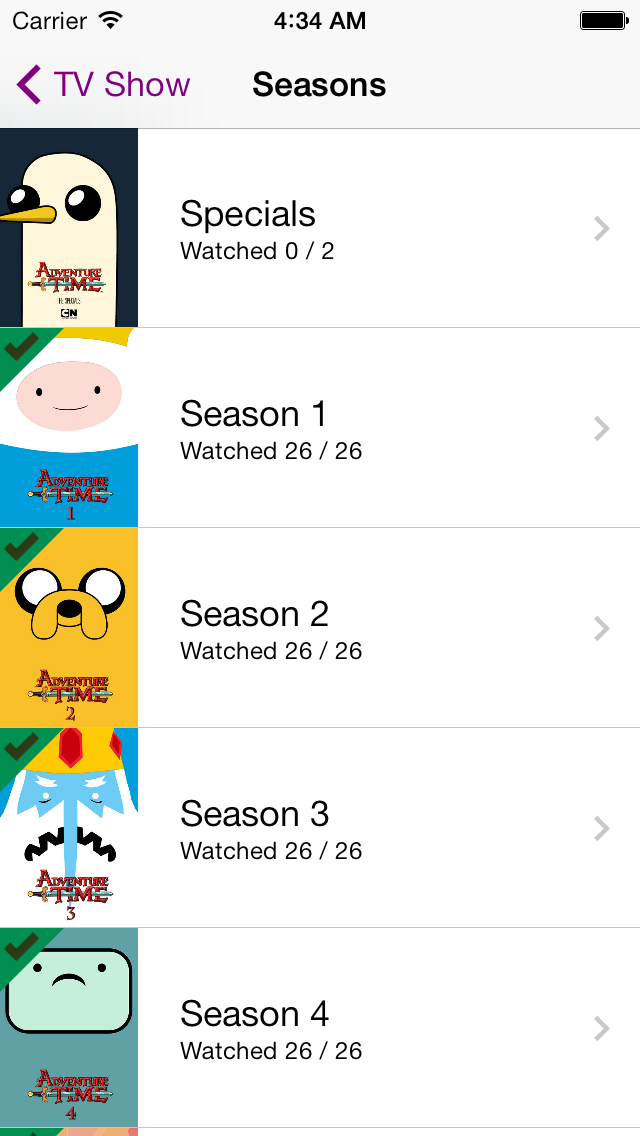 Carrier 4:34 AM
TV Show Seasons
ADVENTURE
TIME
THE SPECIALS
CN
Specials
Watched 0 / 2
ADVENTURE
TIME
1
Season 1
Watched 26 / 26
ADVENTURE
TIME
2
Season 2
Watched 26 / 26
ADVENTURE
TIME
3
Season 3
Watched 26 / 26
ADVENTURE
TIME
4
Season 4
Watched 26 / 26